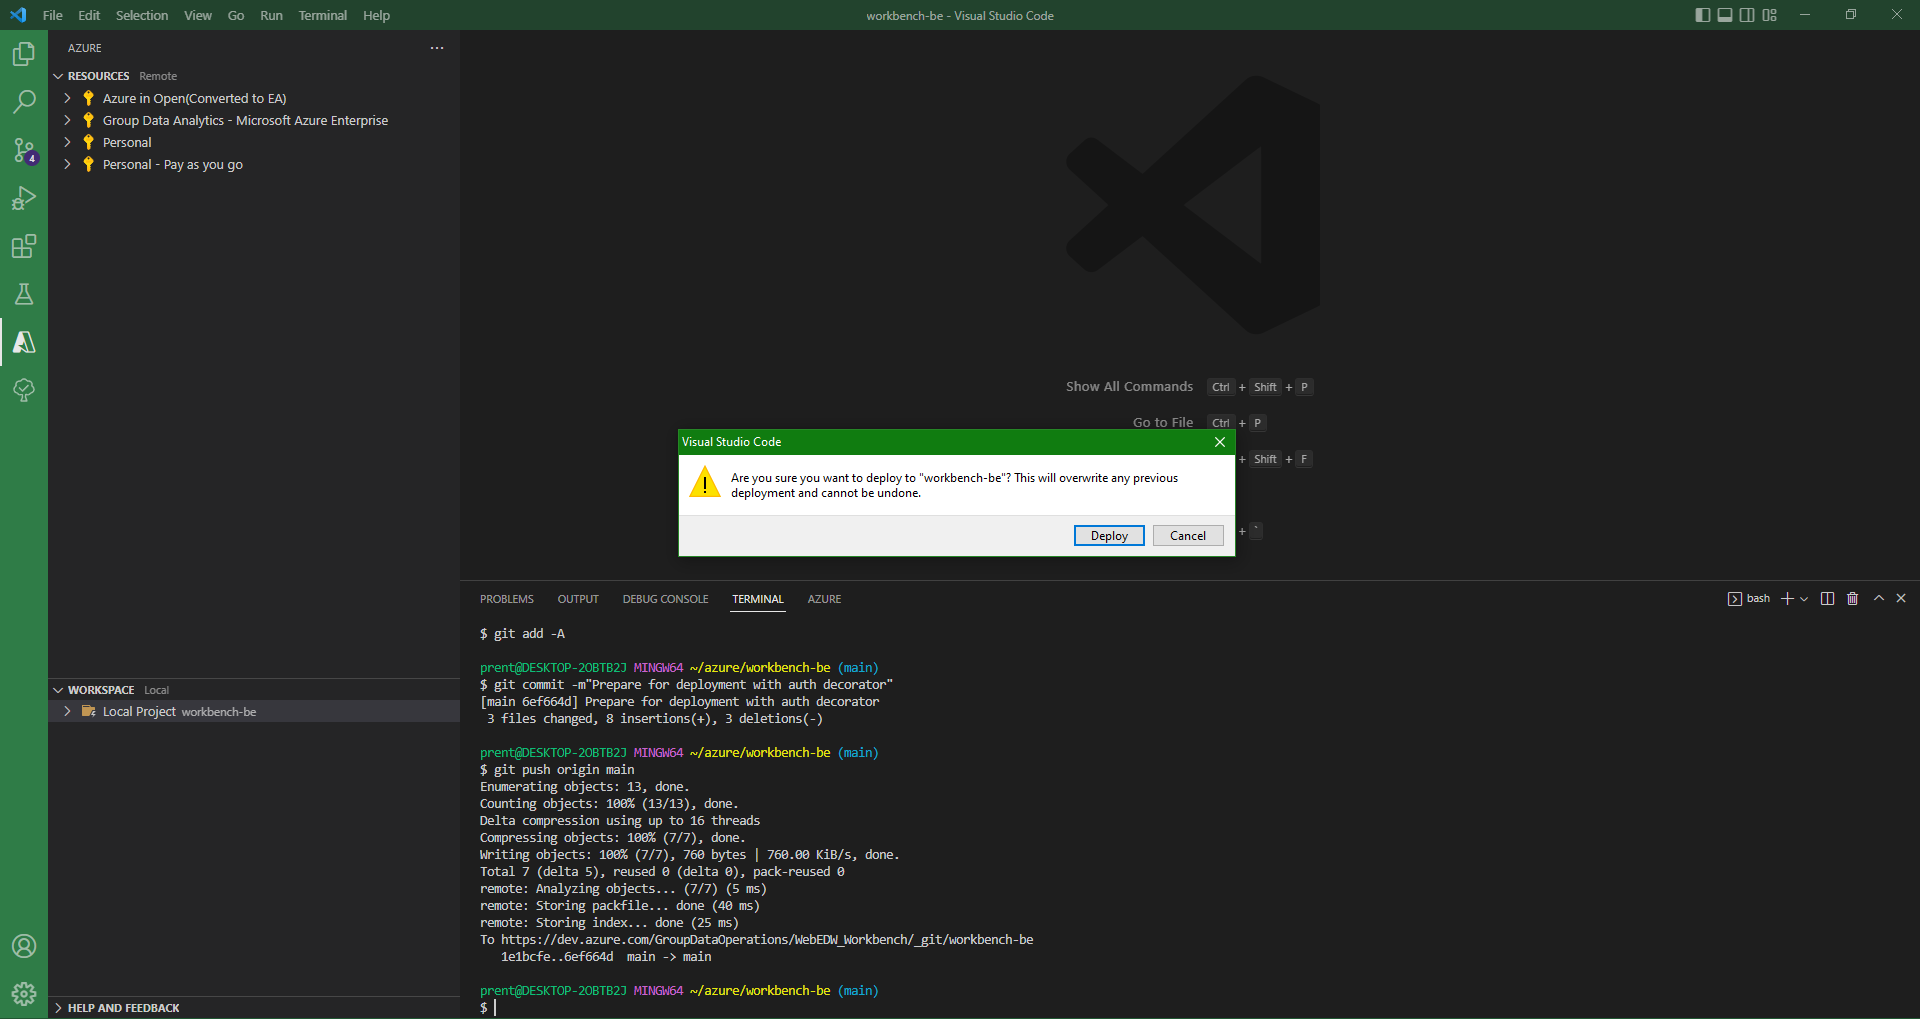 File Edit Selection View Go Run Terminal Help
workbench-be - Visual Studio Code
AZURE
RESOURCES Remote
Azure in Open(Converted to EA)
Group Data Analytics - Microsoft Azure Enterprise
Personal
Personal - Pay as you go
4
Show All Commands Ctrl + Shift + P
Go to File Ctrl + P
+ Shift + F
+ `
Visual Studio Code
Are you sure you want to deploy to "workbench-be"? This will overwrite any previous
deployment and cannot be undone.
Deploy Cancel
WORKSPACE Local
Local Project workbench-be
HELP AND FEEDBACK
PROBLEMS OUTPUT DEBUG CONSOLE TERMINAL AZURE
bash
$ git add -A
prent@DESKTOP-2OBTB2J MINGW64 ~/azure/workbench-be (main)
$ git commit -m"Prepare for deployment with auth decorator"
[main 6ef664d] Prepare for deployment with auth decorator
3 files changed, 8 insertions(+), 3 deletions(-)
prent@DESKTOP-2OBTB2J MINGW64 ~/azure/workbench-be (main)
$ git push origin main
Enumerating objects: 13, done.
Counting objects: 100% (13/13), done.
Delta compression using up to 16 threads
Compressing objects: 100% (7/7), done.
Writing objects: 100% (7/7), 760 bytes | 760.00 KiB/s, done.
Total 7 (delta 5), reused 0 (delta 0), pack-reused 0
remote: Analyzing objects... (7/7) (5 ms)
remote: Storing packfile... done (40 ms)
remote: Storing index... done (25 ms)
To https://dev.azure.com/GroupDataOperations/WebEDW_Workbench/_git/workbench-be
1e1bcfe..6ef664d main -> main
prent@DESKTOP-2OBTB2J MINGW64 ~/azure/workbench-be (main)
$